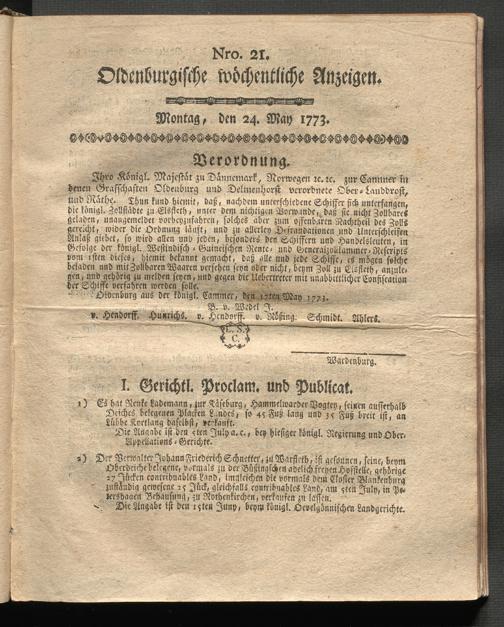 Nro. 21.
Oldenburgische wöchentliche Anzeigen.
Montag, den 24. May 1773.
Verordnung.
Ihro Königl. Majestät zu Dännemark, Norwegen ꝛc. ꝛc. zur Cammer in
denen Grafschaften Oldenburg und Delmenhorst verordnete Ober-Landdrost,
und Räthe. Thun kund hiemit, daß, nachdem unterschiedene Schiffer sich unterfangen,
die königl. Zollstädte zu Elsfleth, unter dem nichtigen Vorwande, daß sie nicht Zollbares
geladen, unangemeldet vorbeyzufahren, solches aber zum offenbaren Nachtheil des Zolls
gereicht, wider die Ordnung läuft, und zu allerley Defraudationen und Unterschleifen
Anlaß giebet, so wird allen und jeden, besonders den Schiffern und Handelsleuten, in
Gefolge der königl. Westindisch-Guineischen Rente- und Generalzollkammer-Rescripts
vom 1sten dieses, hiemit bekannt gemacht, daß alle und jede Schiffe, es mögen solche
beladen und mit Zollbaren Waaren versehen seyn oder nicht, beym Zoll zu Elsfleth, anzule-
gen, und gehörig zu melden seyen, und gegen die Uebertreter mit unabbittlicher Confiscation
der Schiffe verfahren werden solle.
Oldenburg aus der königl. Cammer, den 12ten May 1773.
B. v. Wedel J.
v. Hendorff. Hinrichs. v. Hendorff. v. Rößing. Schmidt. Ahlers.
L. S.
C.
Wardenburg.
I. Gerichtl. Proclam. und Publicat.
1) Es hat Renke Lademann, zur Käseburg, Hammelwarder Vogtey, seinen ausserhalb
Deiches belegenen Placken Landes, so 45 Fuß lang und 35 Fuß breit ist, an
Lübbe Kortlang daselbst, verkauft.
Die Angabe ist den 5ten July a. c., bey hiesiger königl. Regierung und Ober-
Appellations-Gerichte.
2) Der Verwalter Johann Friederich Schnetter, zu Warfleth, ist gesonnen, seine, beym
Oberdeiche belegene, vormals zu der Büsingschen adelich freyen Hofstelle, gehörige
27 Jücken contribuables Land, imgleichen die vormals dem Closter Blankenburg
zuständig gewesene 25 Jück, gleichfalls contribuables Land, am 5ten July, in Pe-
tershagen Behausung, zu Rothenkirchen, verkaufen zu lassen.
Die Angabe ist den 15ten Juny, beym königl. Oevelgönnischen Landgerichte.